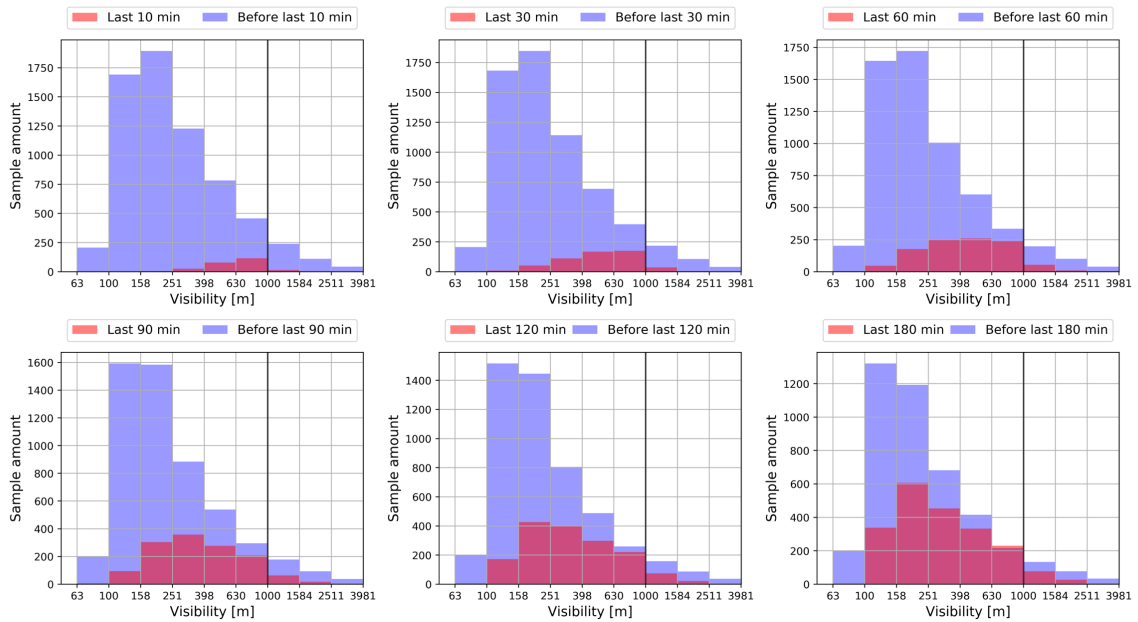 Last 10 min Before last 10 min
Sample amount
1750
1500
1250
1000
750
500
250
0
63 100 158 251 398 630 1000 1584 2511 3981
Visibility [m]
Last 30 min Before last 30 min
Sample amount
1750
1500
1250
1000
750
500
250
0
63 100 158 251 398 630 1000 1584 2511 3981
Visibility [m]
Last 60 min Before last 60 min
Sample amount
1750
1500
1250
1000
750
500
250
0
63 100 158 251 398 630 1000 1584 2511 3981
Visibility [m]
Last 90 min Before last 90 min
Sample amount
1600
1400
1200
1000
800
600
400
200
0
63 100 158 251 398 630 1000 1584 2511 3981
Visibility [m]
Last 120 min Before last 120 min
Sample amount
1400
1200
1000
800
600
400
200
0
63 100 158 251 398 630 1000 1584 2511 3981
Visibility [m]
Last 180 min Before last 180 min
Sample amount
1200
1000
800
600
400
200
0
63 100 158 251 398 630 1000 1584 2511 3981
Visibility [m]